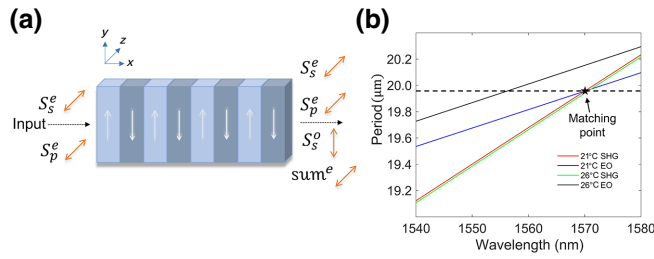 (a)
y
z
x
S_s^e
S_p^e
Input
S_s^e
S_p^e
S_s^o
sum^e
(b)
Period (μm)
20.2
20.0
19.8
19.6
19.4
19.2
Matching
point
21°C SHG
21°C EO
26°C SHG
26°C EO
1540
1550
1560
1570
1580
Wavelength (nm)